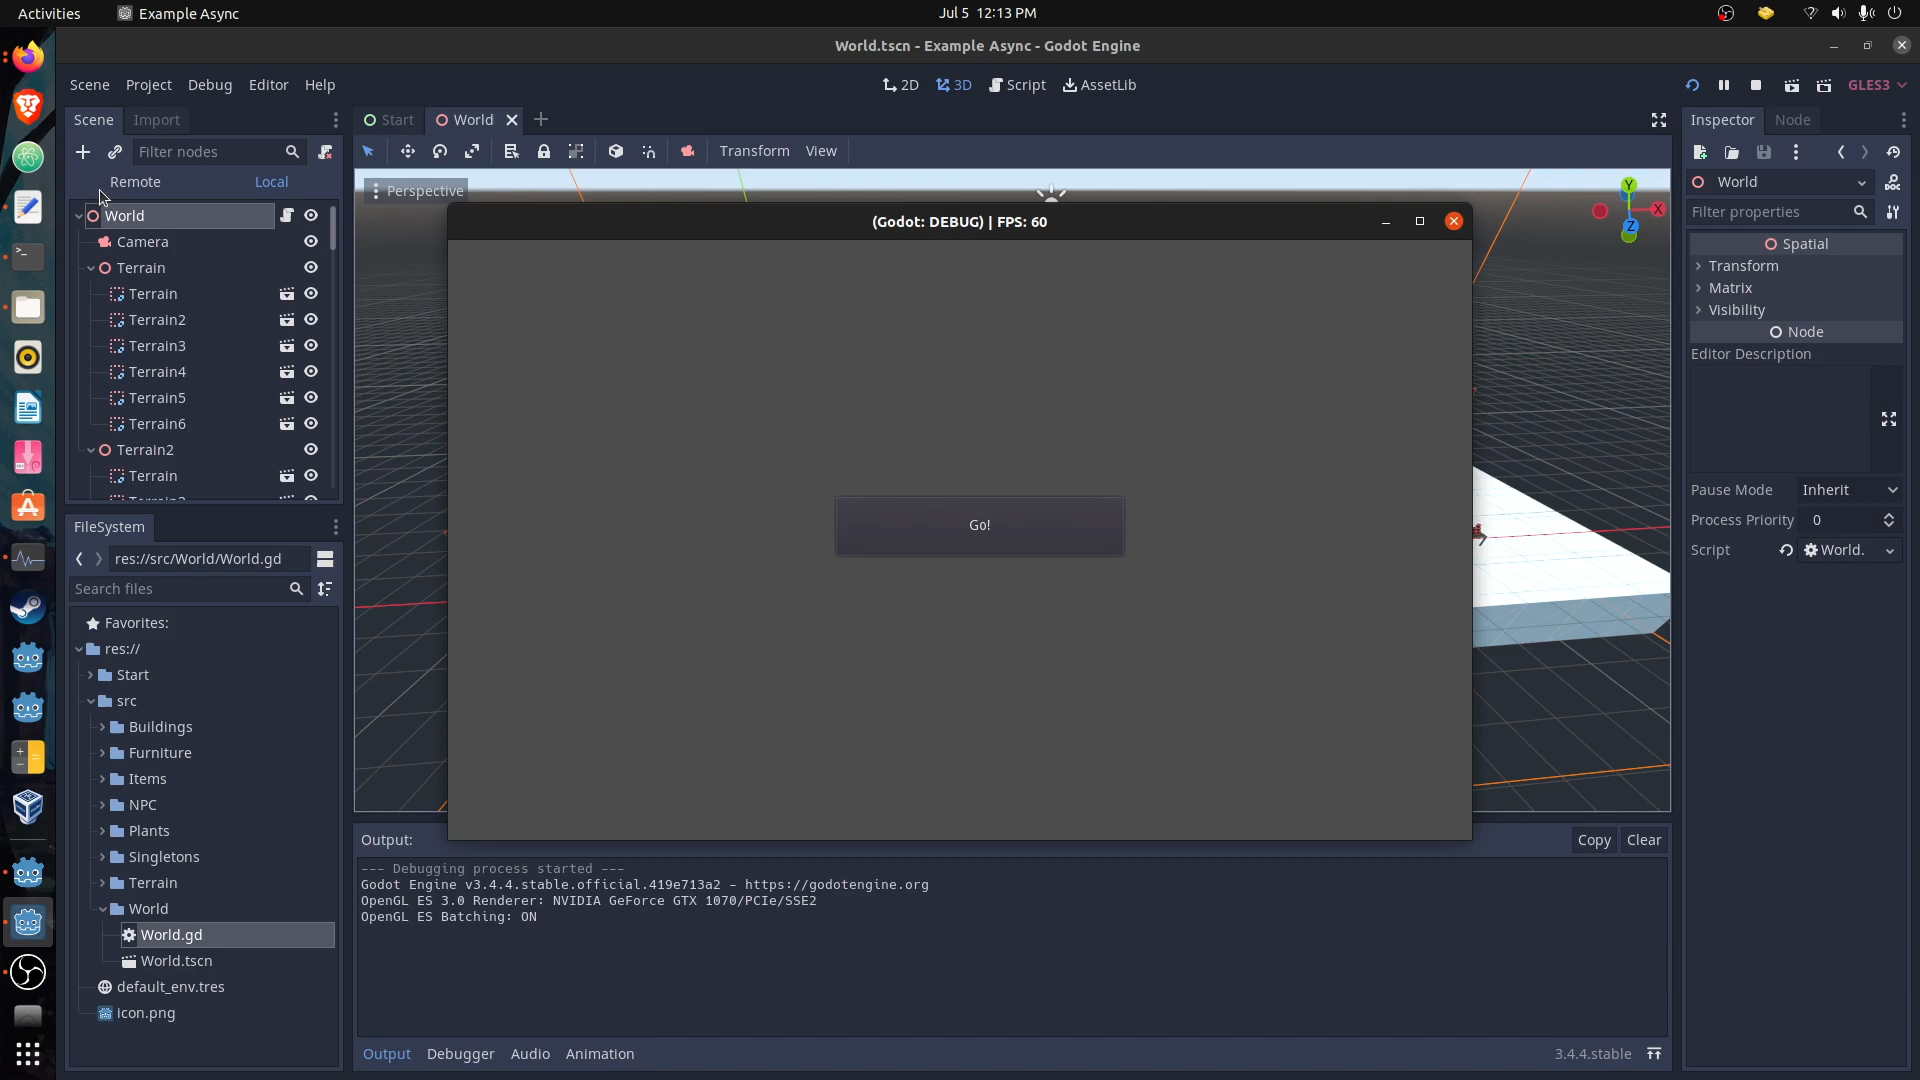 Activities
Example Async
Jul 5 12:13 PM
World.tscn - Example Async - Godot Engine
Scene
Project
Debug
Editor
Help
2D
3D
Script
AssetLib
GLES3
Scene
Import
Filter nodes
Remote
Local
World
Camera
Terrain
Terrain
Terrain2
Terrain3
Terrain4
Terrain5
Terrain6
Terrain2
Terrain
Terrain2
FileSystem
res://src/World/World.gd
Search files
Favorites:
res://
Start
src
Buildings
Furniture
Items
NPC
Plants
Singletons
Terrain
World
World.gd
World.tscn
default_env.tres
icon.png
Start
World
Transform
View
Perspective
Y
X
Z
(Godot: DEBUG) | FPS: 60
Go!
Output:
Copy
Clear
--- Debugging process started ---
Godot Engine v3.4.4.stable.official.419e713a2 - https://godotengine.org
OpenGL ES 3.0 Renderer: NVIDIA GeForce GTX 1070/PCIe/SSE2
OpenGL ES Batching: ON
Output
Debugger
Audio
Animation
3.4.4.stable
Inspector
Node
World
Filter properties
Spatial
Transform
Matrix
Visibility
Node
Editor Description
Pause Mode
Inherit
Process Priority
0
Script
World.